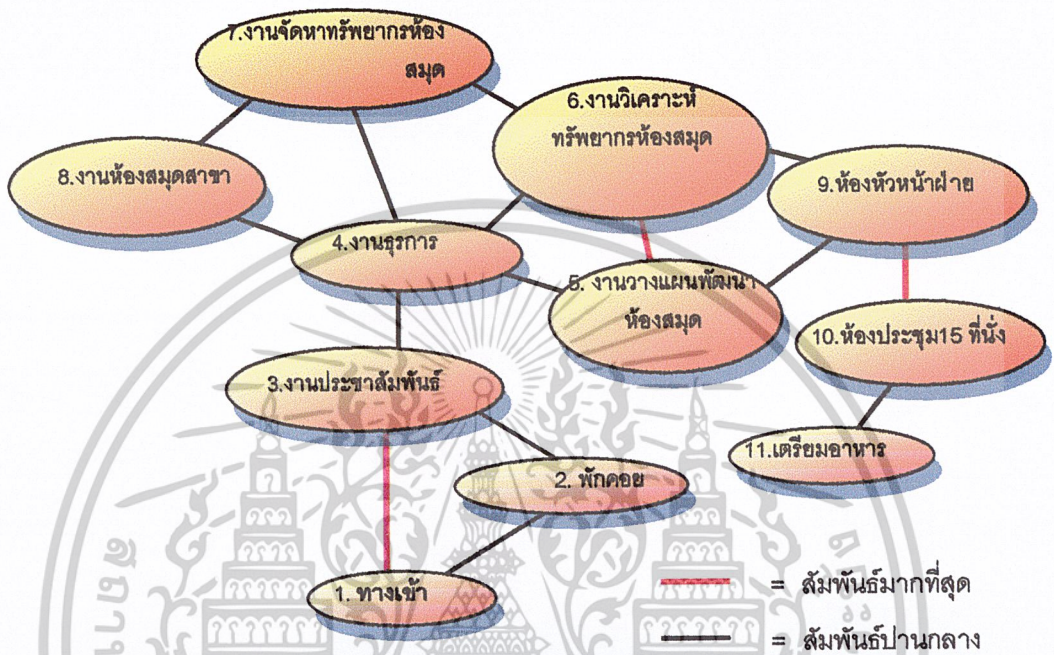 7.งานจัดหาทรัพยากรห้อง
สมุด
6.งานวิเคราะห์
ทรัพยากรห้องสมุด
8.งานห้องสมุดสาขา
9.ห้องหัวหน้าฝ่าย
4.งานธุรการ
5. งานวางแผนพัฒนา
ห้องสมุด
10.ห้องประชุม15 ที่นั่ง
3.งานประชาสัมพันธ์
11.เตรียมอาหาร
2. พักคอย
1. ทางเข้า
= สัมพันธ์มากที่สุด
= สัมพันธ์ปานกลาง